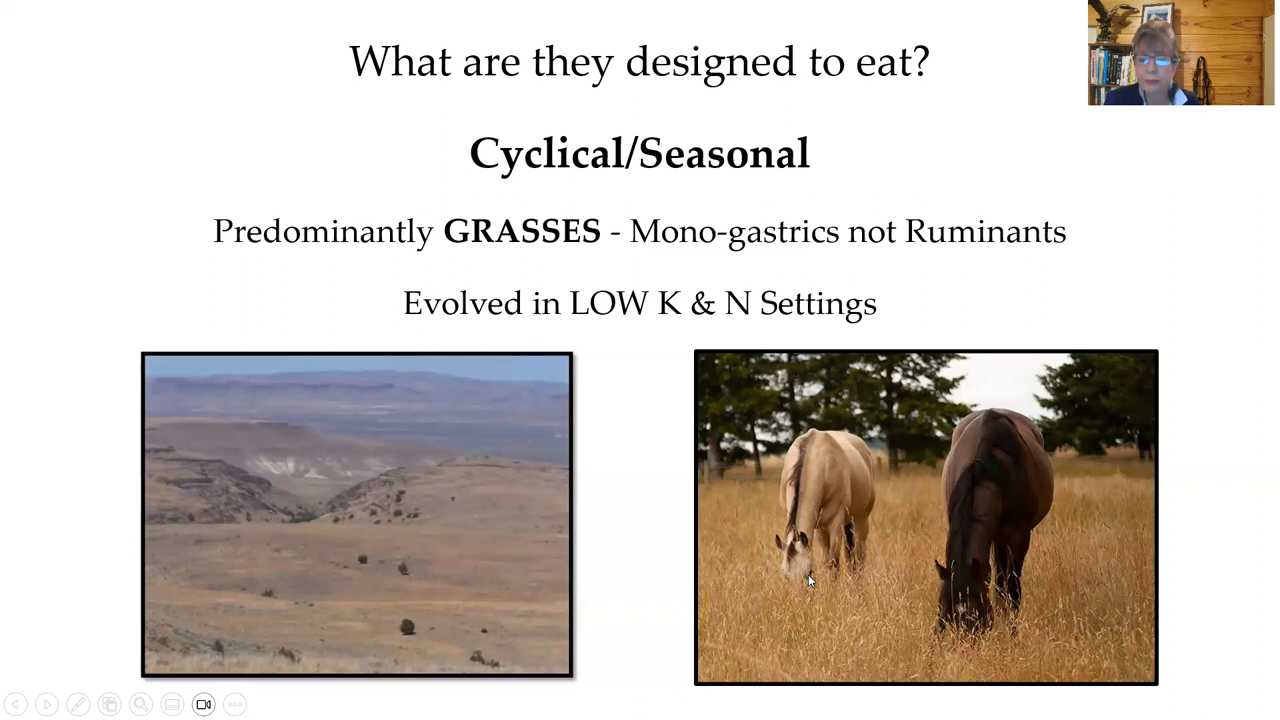 What are they designed to eat?
Cyclical/Seasonal
Predominantly GRASSES - Mono-gastrics not Ruminants
Evolved in LOW K & N Settings